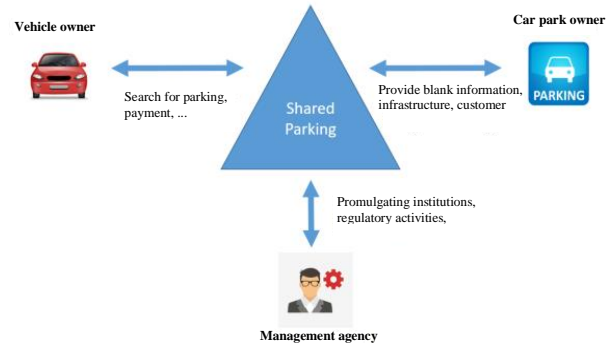 Vehicle owner
Car park owner
Search for parking,
payment, ...
Shared
Parking
Provide blank information,
infrastructure, customer
PARKING
Promulgating institutions,
regulatory activities,
Management agency